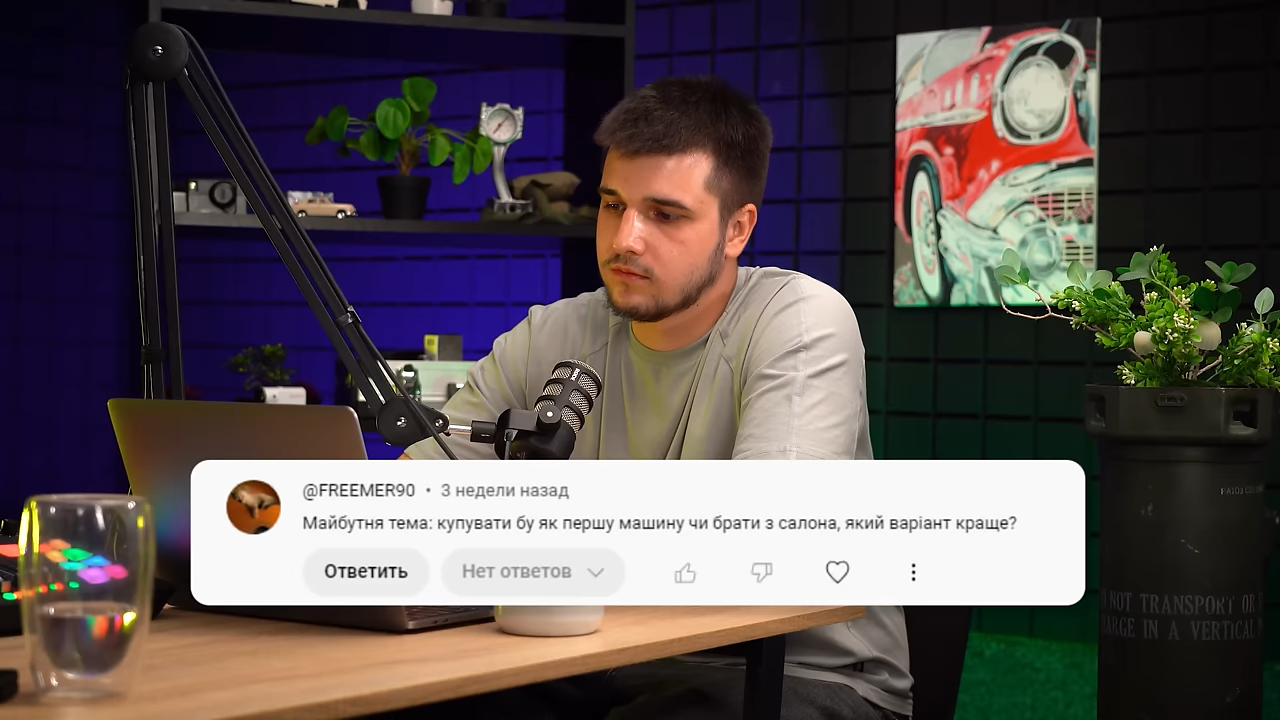 @FREEMER90 • 3 недели назад
Майбутня тема: купувати бу як першу машину чи брати з салона, який варіант краще?
Ответить
Нет ответов
NOT TRANSPORT OR
IN A VERTICAL